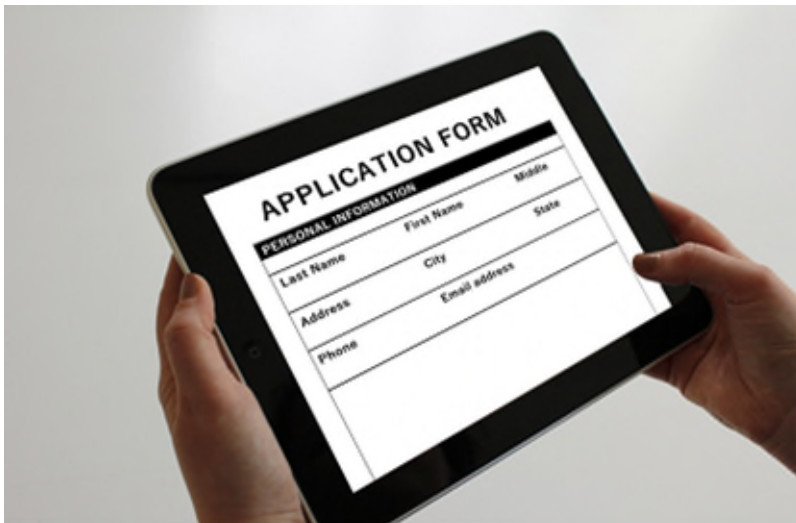 APPLICATION FORM
PERSONAL INFORMATION
Last Name First Name Middle
Address City State
Phone Email address